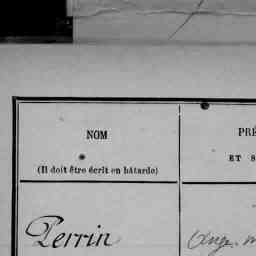 NOM
PRÉ
(Il doit être écrit en bâtarde)
ET S
Perrin